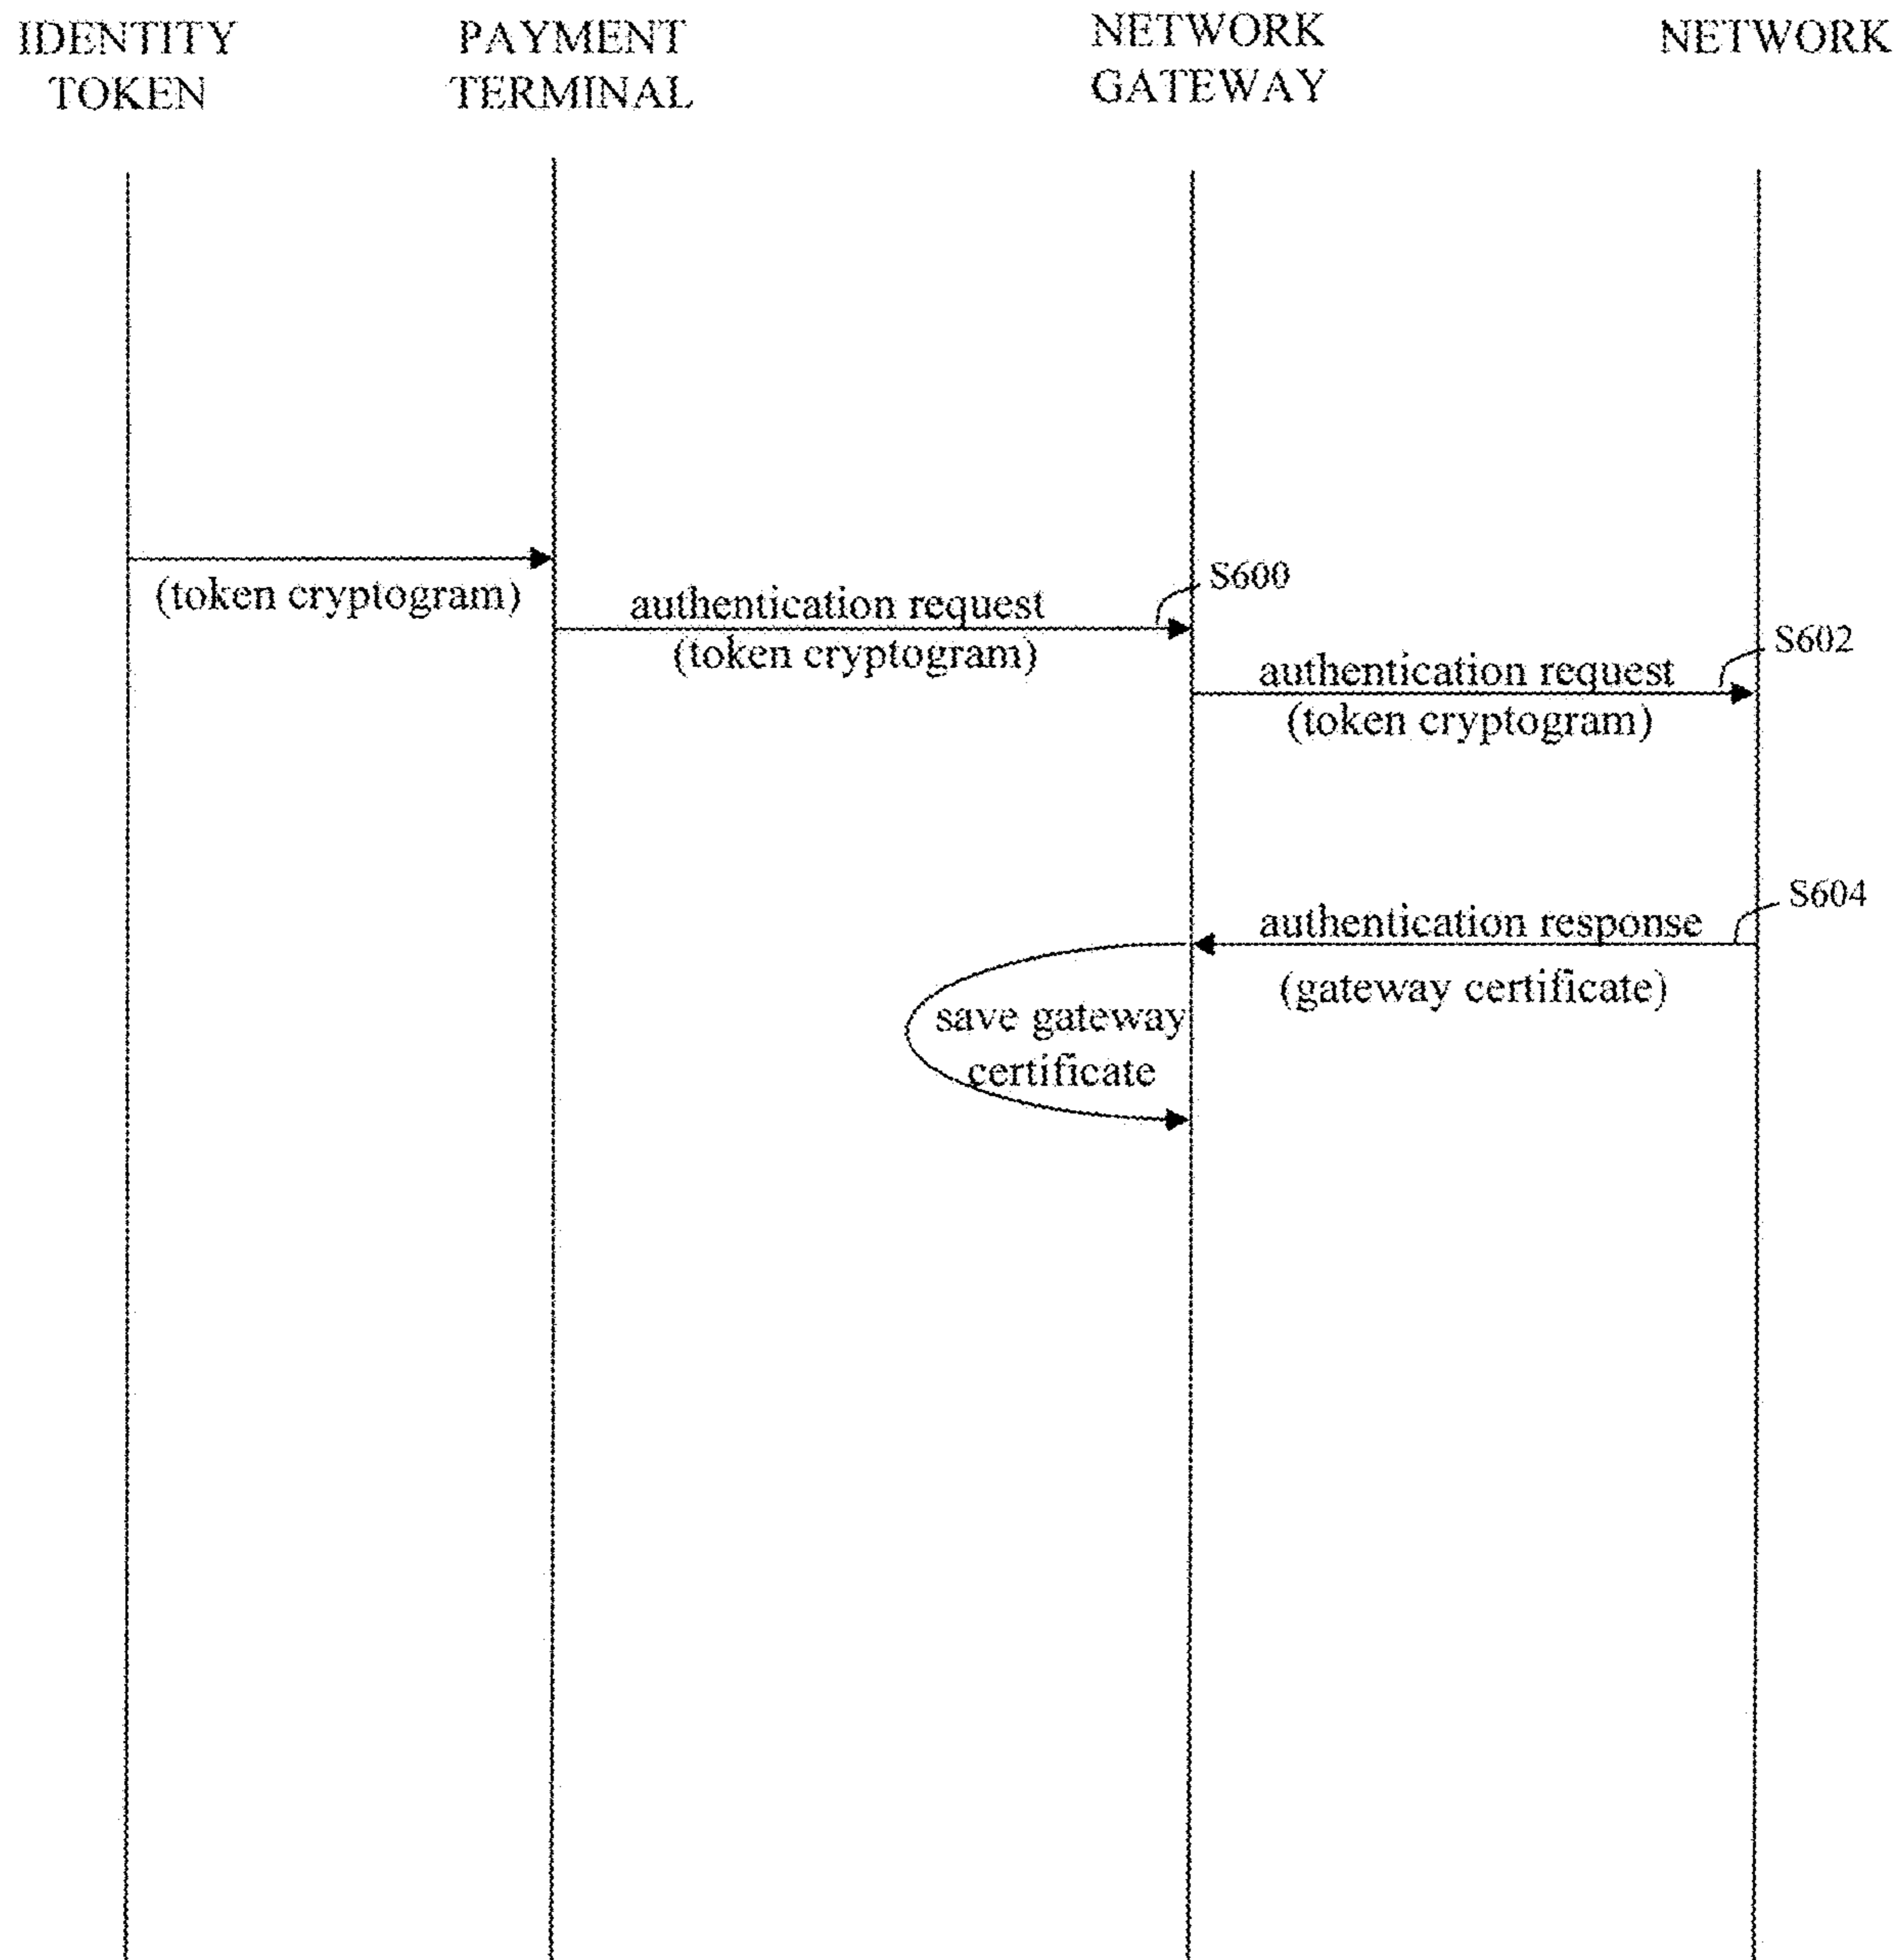 IDENTITY
TOKEN
PAYMENT
TERMINAL
NETWORK
GATEWAY
NETWORK
(token cryptogram)
authentication request
(token cryptogram)
S600
authentication request
(token cryptogram)
S602
authentication response
(gateway certificate)
S604
save gateway
certificate